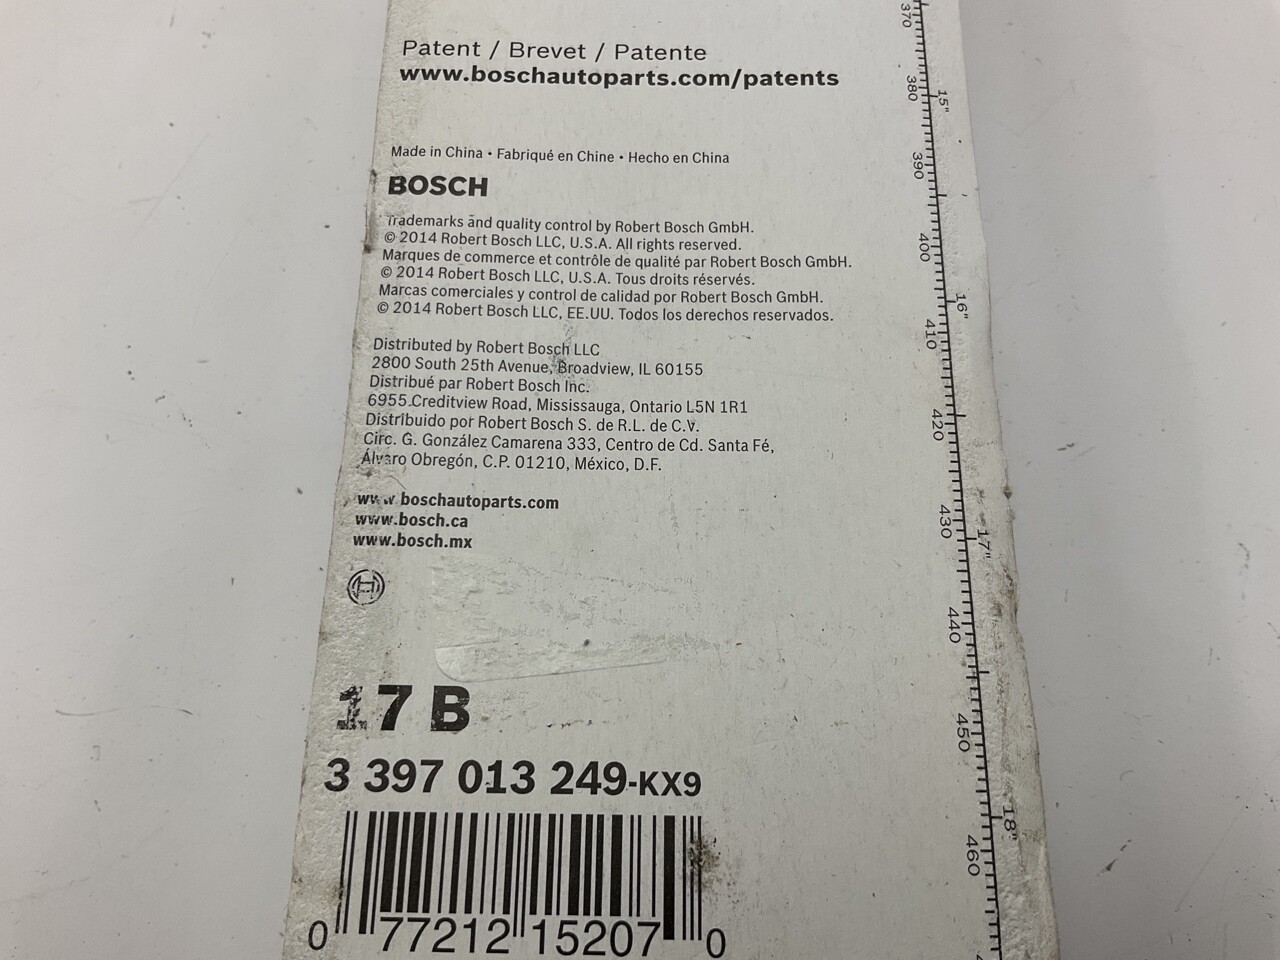 Patent / Brevet / Patente
www.boschautoparts.com/patents
Made in China • Fabriqué en Chine • Hecho en China
BOSCH
Trademarks and quality control by Robert Bosch GmbH.
© 2014 Robert Bosch LLC, U.S.A. All rights reserved.
Marques de commerce et contrôle de qualité par Robert Bosch GmbH.
© 2014 Robert Bosch LLC, U.S.A. Tous droits réservés.
Marcas comerciales y control de calidad por Robert Bosch GmbH.
© 2014 Robert Bosch LLC, EE.UU. Todos los derechos reservados.
Distributed by Robert Bosch LLC
2800 South 25th Avenue, Broadview, IL 60155
Distribué par Robert Bosch Inc.
6955 Creditview Road, Mississauga, Ontario L5N 1R1
Distribuido por Robert Bosch S. de R.L. de C.V.
Circ. G. González Camarena 333, Centro de Cd. Santa Fé,
Álvaro Obregón, C.P. 01210, México, D.F.
www.boschautoparts.com
www.bosch.ca
www.bosch.mx
17 B
3 397 013 249-KX9
0 77212 15207 0
370
380
15"
390
400
16"
410
420
430
17"
440
450
18"
460